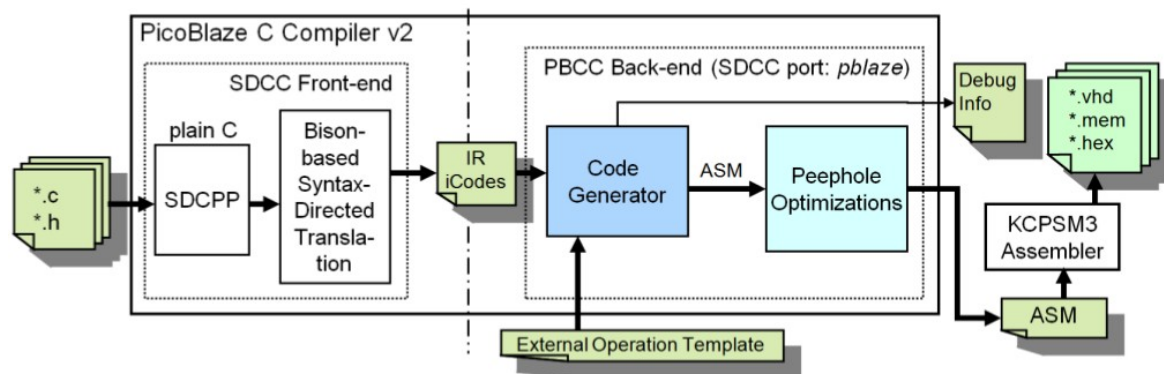 PicoBlaze C Compiler v2
SDCC Front-end
plain C
*.c
*.h
SDCPP
Bison-
based
Syntax-
Directed
Transla-
tion
IR
iCodes
PBCC Back-end (SDCC port: pblaze)
Code
Generator
ASM
Peephole
Optimizations
External Operation Template
Debug
Info
*.vhd
*.mem
*.hex
KCPSM3
Assembler
ASM